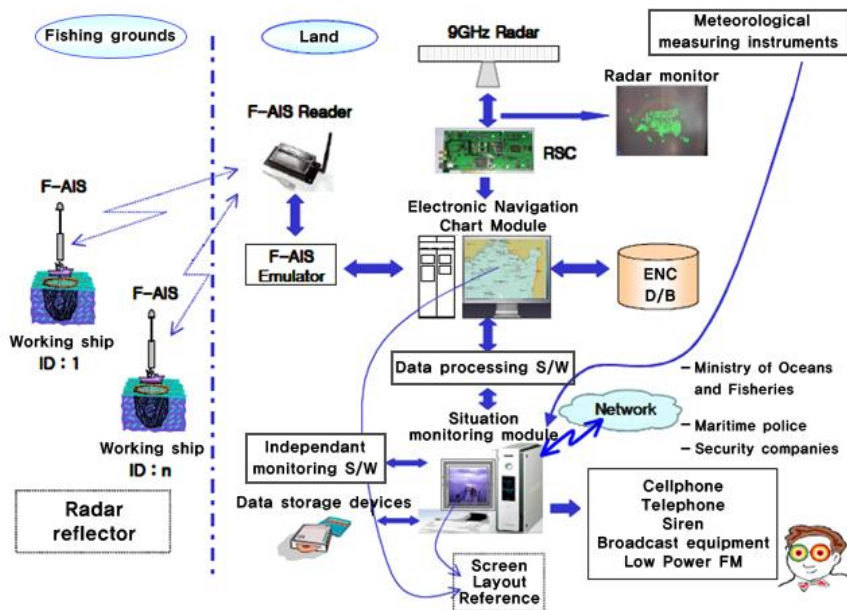 Fishing grounds
Land
9GHz Radar
Meteorological
measuring instruments
Radar monitor
F-AIS Reader
RSC
F-AIS
Electronic Navigation
Chart Module
F-AIS
Emulator
ENC
D/B
F-AIS
Working ship
ID : 1
Data processing S/W
– Ministry of Oceans
and Fisheries
Network
– Maritime police
– Security companies
Situation
monitoring module
Working ship
ID : n
Independant
monitoring S/W
Data storage devices
Radar
reflector
Cellphone
Telephone
Siren
Broadcast equipment
Low Power FM
Screen
Layout
Reference